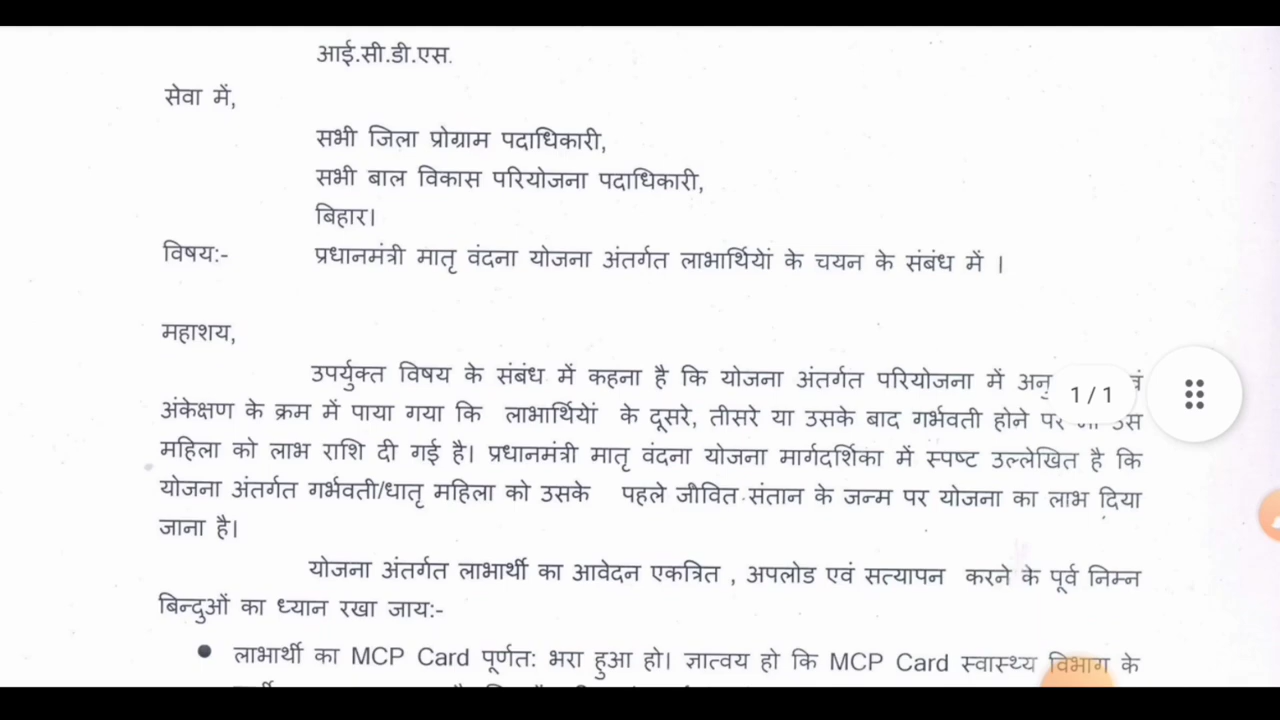 आई.सी.डी.एस.
सेवा में,
सभी जिला प्रोग्राम पदाधिकारी,
सभी बाल विकास परियोजना पदाधिकारी,
बिहार।
विषय:- प्रधानमंत्री मातृ वंदना योजना अंतर्गत लाभार्थियों के चयन के संबंध में ।
महाशय,
उपर्युक्त विषय के संबंध में कहना है कि योजना अंतर्गत परियोजना में
1/1
अंकेक्षण के क्रम में पाया गया कि लाभार्थियों के दूसरे, तीसरे या उसके बाद गर्भवती होने पर उस
महिला को लाभ राशि दी गई है। प्रधानमंत्री मातृ वंदना योजना मार्गदर्शिका में स्पष्ट उल्लेखित है कि
योजना अंतर्गत गर्भवती/धातृ महिला को उसके पहले जीवित संतान के जन्म पर योजना का लाभ दिया
जाना है।
योजना अंतर्गत लाभार्थी का आवेदन एकत्रित , अपलोड एवं सत्यापन करने के पूर्व निम्न
बिन्दुओं का ध्यान रखा जाय:-
● लाभार्थी का MCP Card पूर्णत: भरा हुआ हो। ज्ञात्वय हो कि MCP Card स्वास्थ्य विभाग के